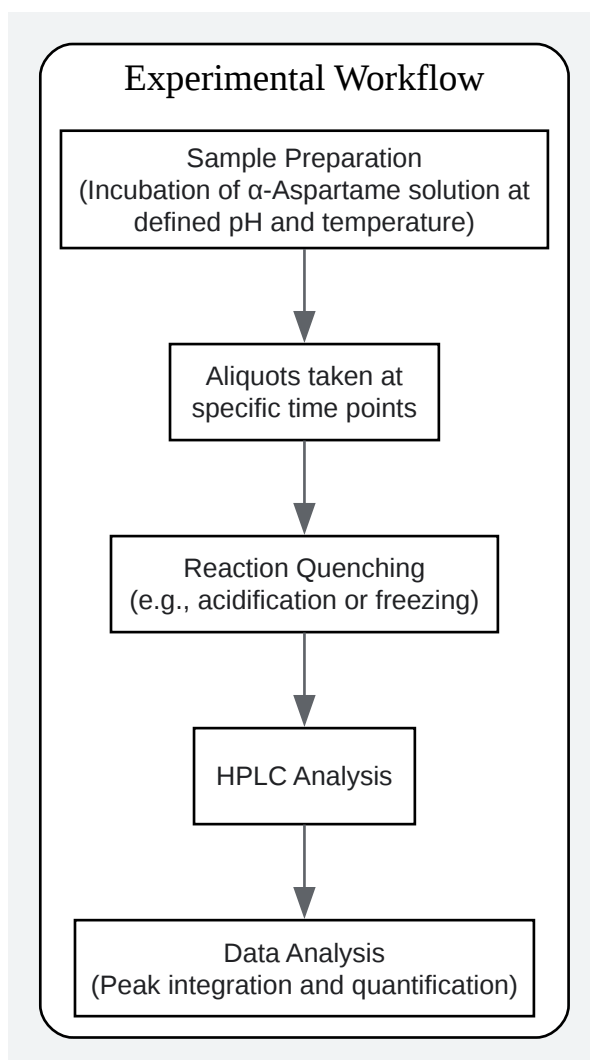 Experimental Workflow
Sample Preparation
(Incubation of α-Aspartame solution at
defined pH and temperature)
Aliquots taken at
specific time points
Reaction Quenching
(e.g., acidification or freezing)
HPLC Analysis
Data Analysis
(Peak integration and quantification)